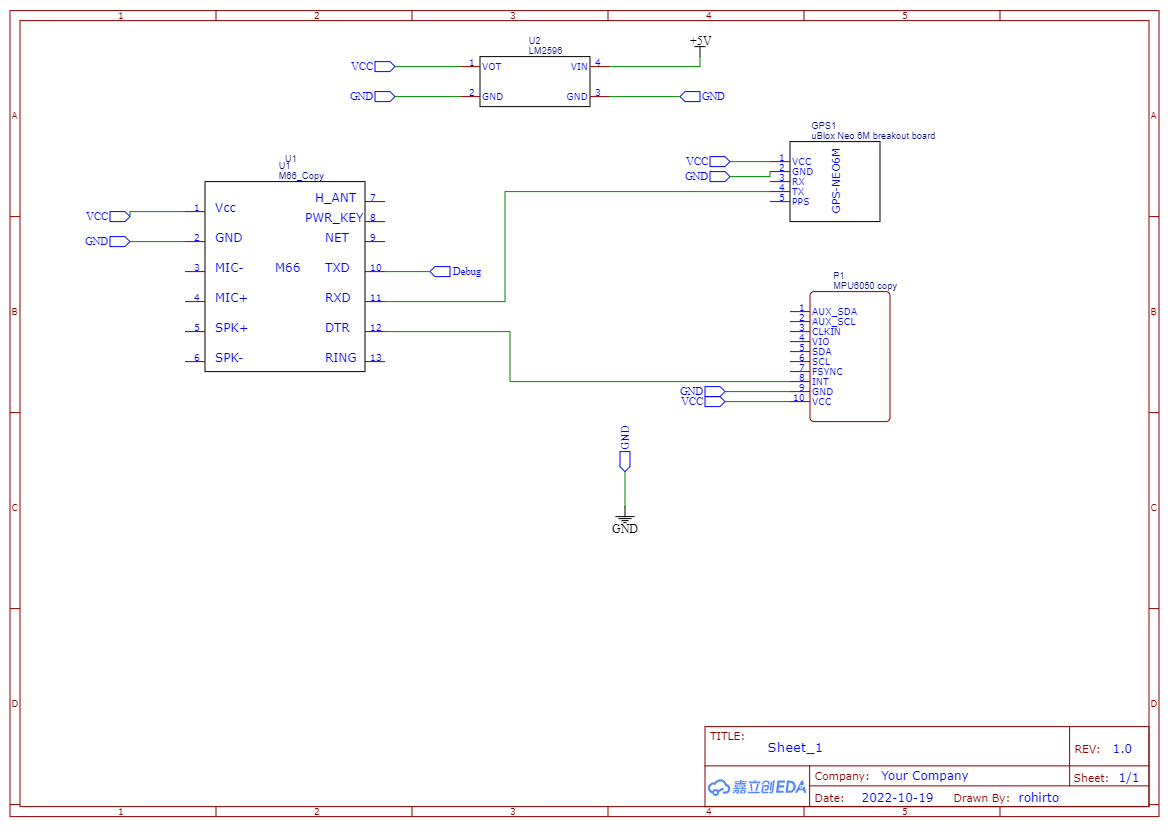 1 2 3 4 5
A A
B B
C C
D D
U2
LM2596
VCC 1 VOT VIN 4 +5V
GND 2 GND GND 3 GND
GPS1
uBlox Neo 6M breakout board
VCC 1 VCC
GND 2 GND
3 RX
4 TX
5 PPS
GPS-NEO6M
U1
U1
M66_Copy
H_ANT 7
VCC 1 Vcc
PWR_KEY 8
GND 2 GND NET 9
3 MIC- M66 TXD 10 Debug
4 MIC+ RXD 11
5 SPK+ DTR 12
6 SPK- RING 13
P1
MPU6050 copy
1 AUX_SDA
2 AUX_SCL
3 CLKIN
4 VIO
5 SDA
6 SCL
7 FSYNC
8 INT
GND 9 GND
VCC 10 VCC
GND
GND
TITLE:
Sheet_1
REV: 1.0
嘉立创EDA
Company: Your Company
Sheet: 1/1
Date: 2022-10-19 Drawn By: rohirto
1 2 3 4 5